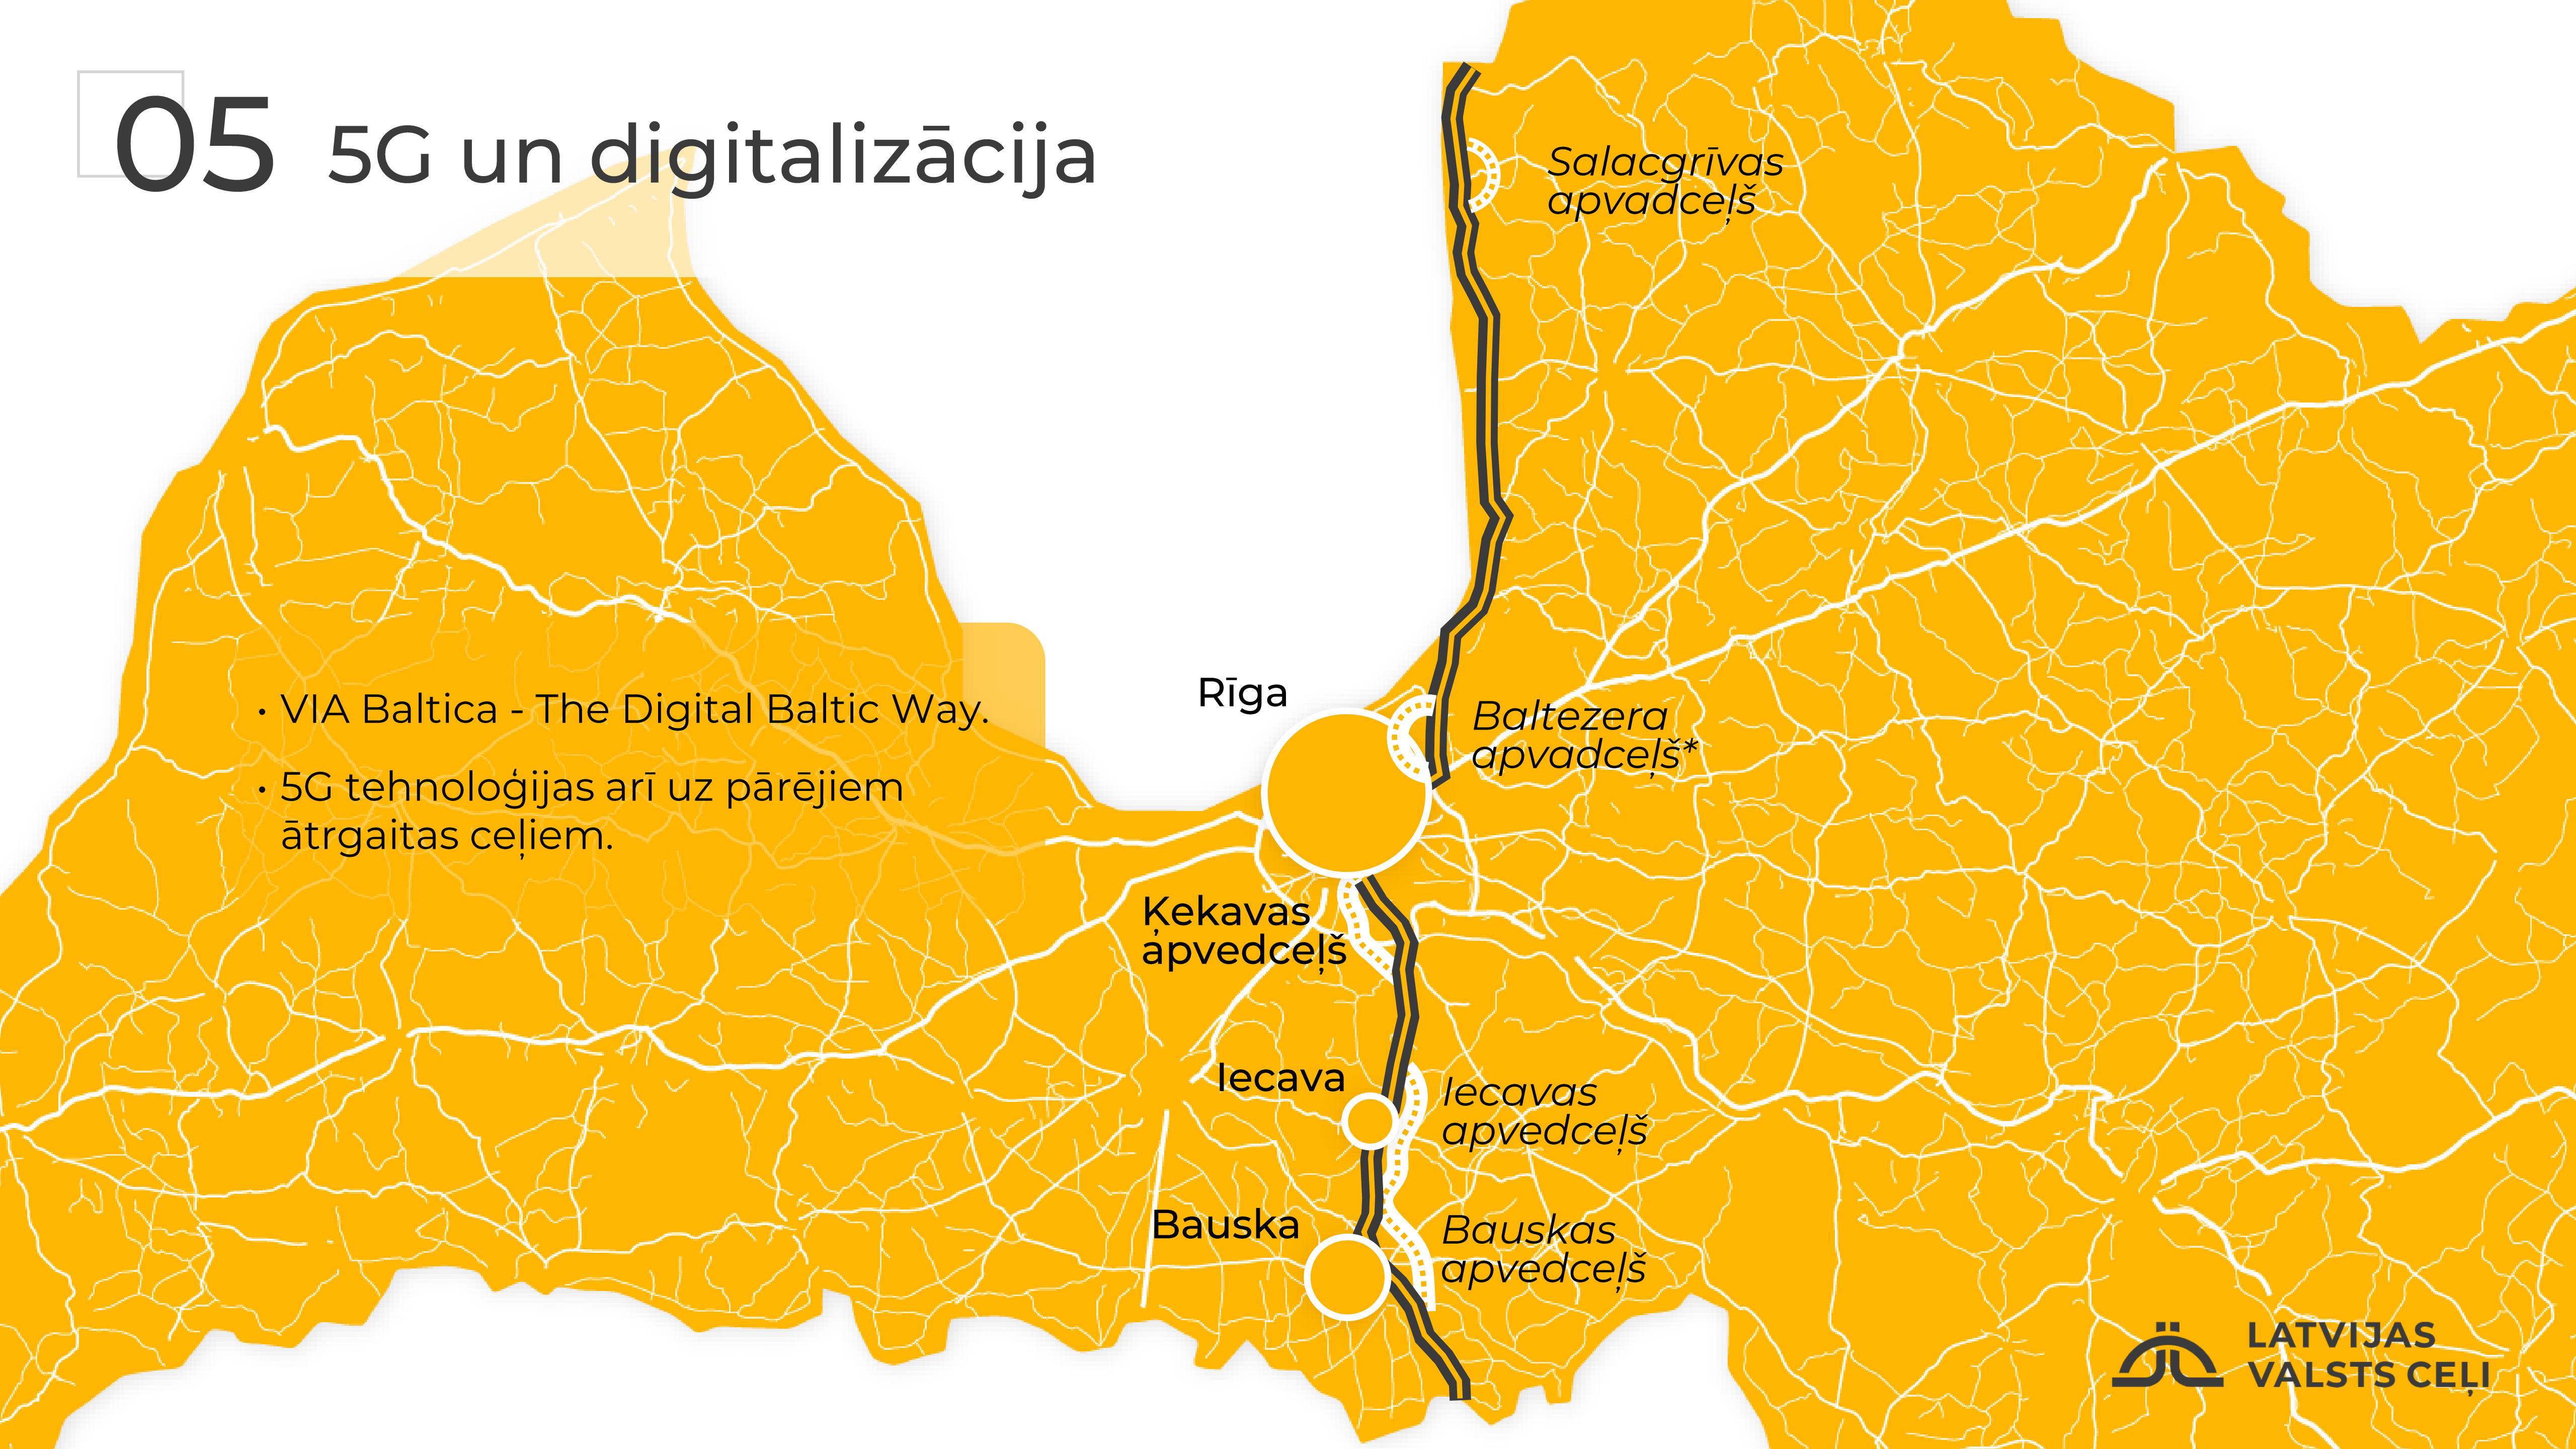 05 5G un digitalizācija
Salacgrīvas
apvadceļš
• VIA Baltica - The Digital Baltic Way.
• 5G tehnoloģijas arī uz pārējiem
ātrgaitas ceļiem.
Rīga
Baltezera
apvadceļš*
Ķekavas
apvedceļš
Iecava
Iecavas
apvedceļš
Bauska
Bauskas
apvedceļš
LATVIJAS
VALSTS CEĻI